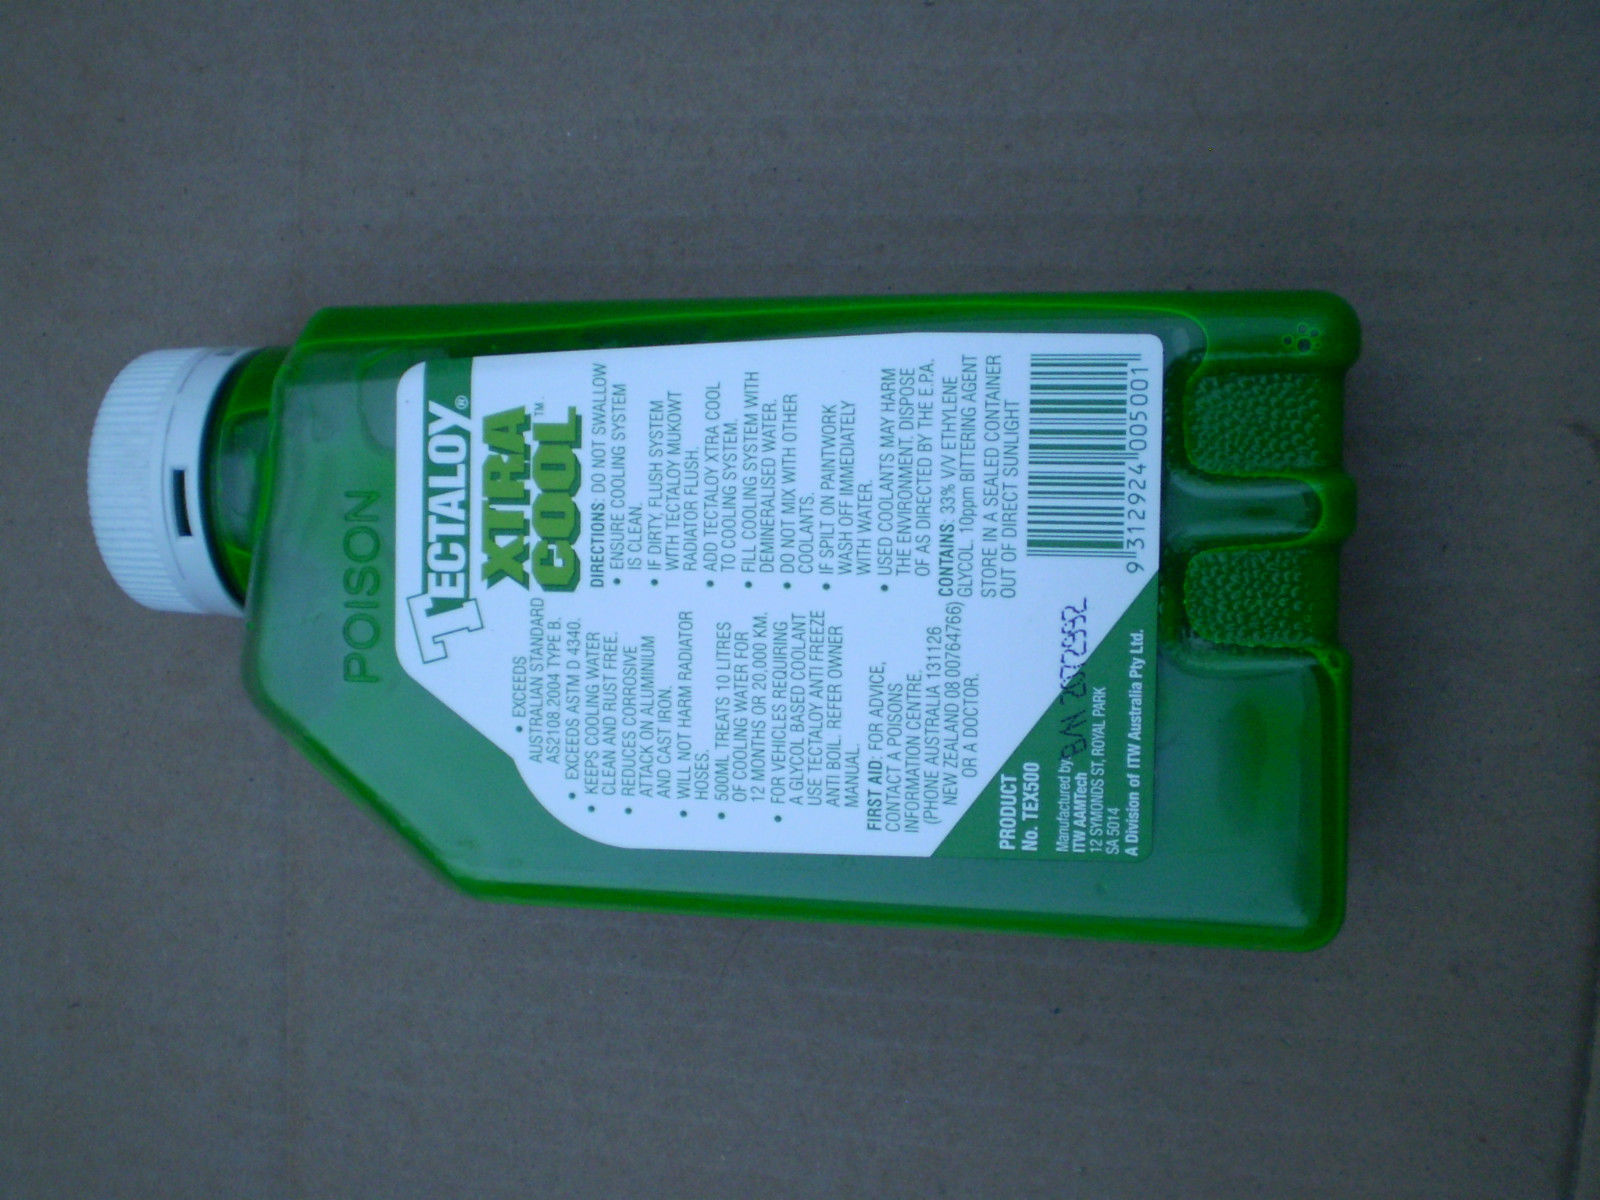 POISON
TECTALOY®
XTRA
COOL™
• EXCEEDS
AUSTRALIAN STANDARD
AS2108 2004 TYPE B.
• EXCEEDS ASTM D 4340.
• KEEPS COOLING WATER
CLEAN AND RUST FREE.
• REDUCES CORROSIVE
ATTACK ON ALUMINIUM
AND CAST IRON.
• WILL NOT HARM RADIATOR
HOSES.
• 500ML TREATS 10 LITRES
OF COOLING WATER FOR
12 MONTHS OR 20,000 KM.
• FOR VEHICLES REQUIRING
A GLYCOL BASED COOLANT
USE TECTALOY ANTI FREEZE
ANTI BOIL. REFER OWNER
MANUAL.
FIRST AID: FOR ADVICE,
CONTACT A POISONS
INFORMATION CENTRE.
(PHONE AUSTRALIA 131126
NEW ZEALAND 08 00764766)
OR A DOCTOR.
DIRECTIONS: DO NOT SWALLOW
• ENSURE COOLING SYSTEM
IS CLEAN.
• IF DIRTY, FLUSH SYSTEM
WITH TECTALOY MUKOWT
RADIATOR FLUSH.
• ADD TECTALOY XTRA COOL
TO COOLING SYSTEM.
• FILL COOLING SYSTEM WITH
DEMINERALISED WATER.
• DO NOT MIX WITH OTHER
COOLANTS.
• IF SPILT ON PAINTWORK
WASH OFF IMMEDIATELY
WITH WATER.
• USED COOLANTS MAY HARM
THE ENVIRONMENT, DISPOSE
OF AS DIRECTED BY THE E.P.A.
CONTAINS 33% V/V ETHYLENE
GLYCOL 10ppm BITTERING AGENT
STORE IN A SEALED CONTAINER
OUT OF DIRECT SUNLIGHT
9 312924 005001
PRODUCT
No. TEX500
Manufactured by:
ITW AAMTech
12 SYMONDS ST, ROYAL PARK
SA 5014
A Division of ITW Australia Pty Ltd.